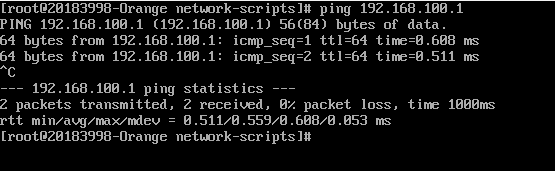 [root@20183998-Orange network-scripts]# ping 192.168.100.1
PING 192.168.100.1 (192.168.100.1) 56(84) bytes of data.
64 bytes from 192.168.100.1: icmp_seq=1 ttl=64 time=0.608 ms
64 bytes from 192.168.100.1: icmp_seq=2 ttl=64 time=0.511 ms
^C
--- 192.168.100.1 ping statistics ---
2 packets transmitted, 2 received, 0% packet loss, time 1000ms
rtt min/avg/max/mdev = 0.511/0.559/0.608/0.053 ms
[root@20183998-Orange network-scripts]#